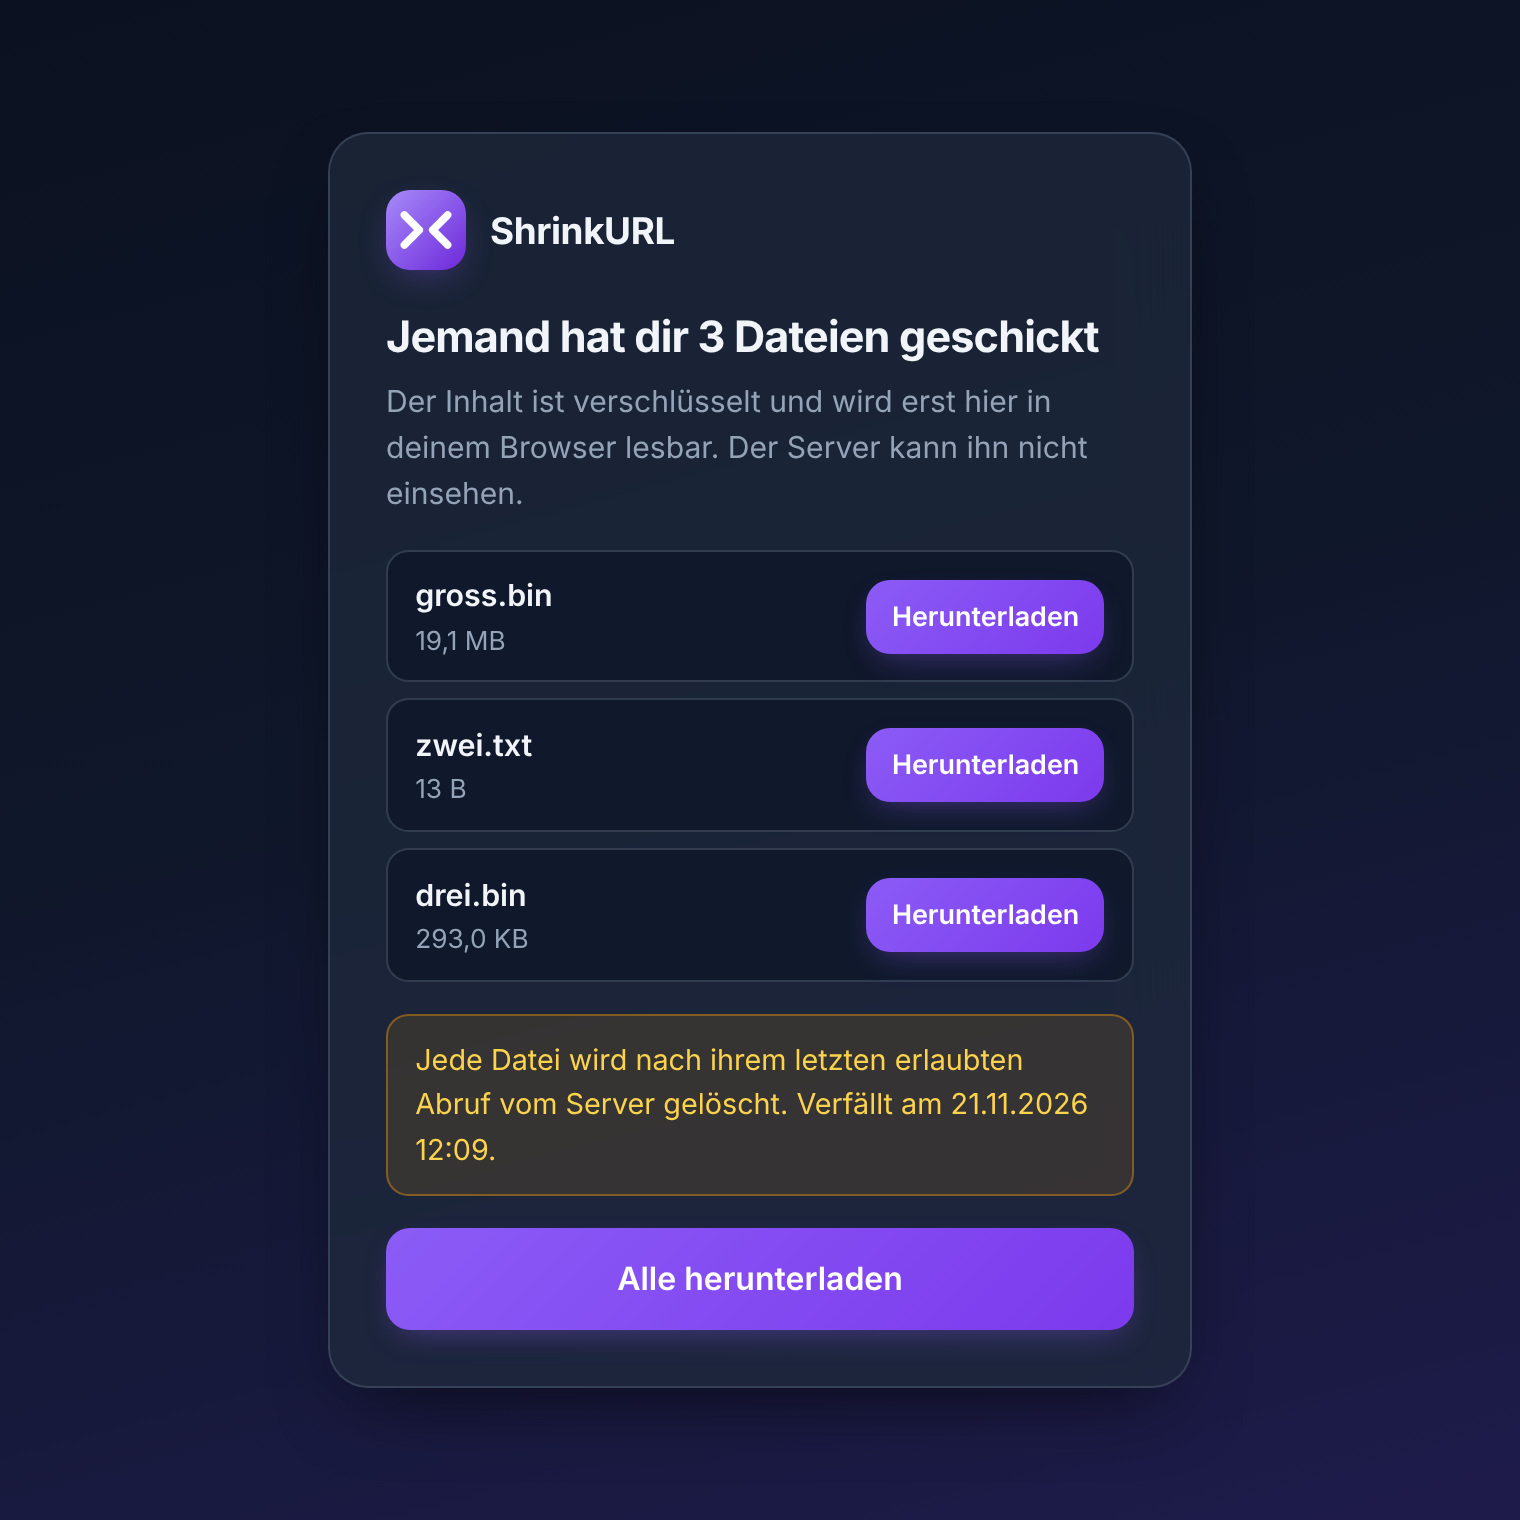 ShrinkURL
Jemand hat dir 3 Dateien geschickt
Der Inhalt ist verschlüsselt und wird erst hier in
deinem Browser lesbar. Der Server kann ihn nicht
einsehen.
gross.bin
19,1 MB
Herunterladen
zwei.txt
13 B
Herunterladen
drei.bin
293,0 KB
Herunterladen
Jede Datei wird nach ihrem letzten erlaubten
Abruf vom Server gelöscht. Verfällt am 21.11.2026
12:09.
Alle herunterladen